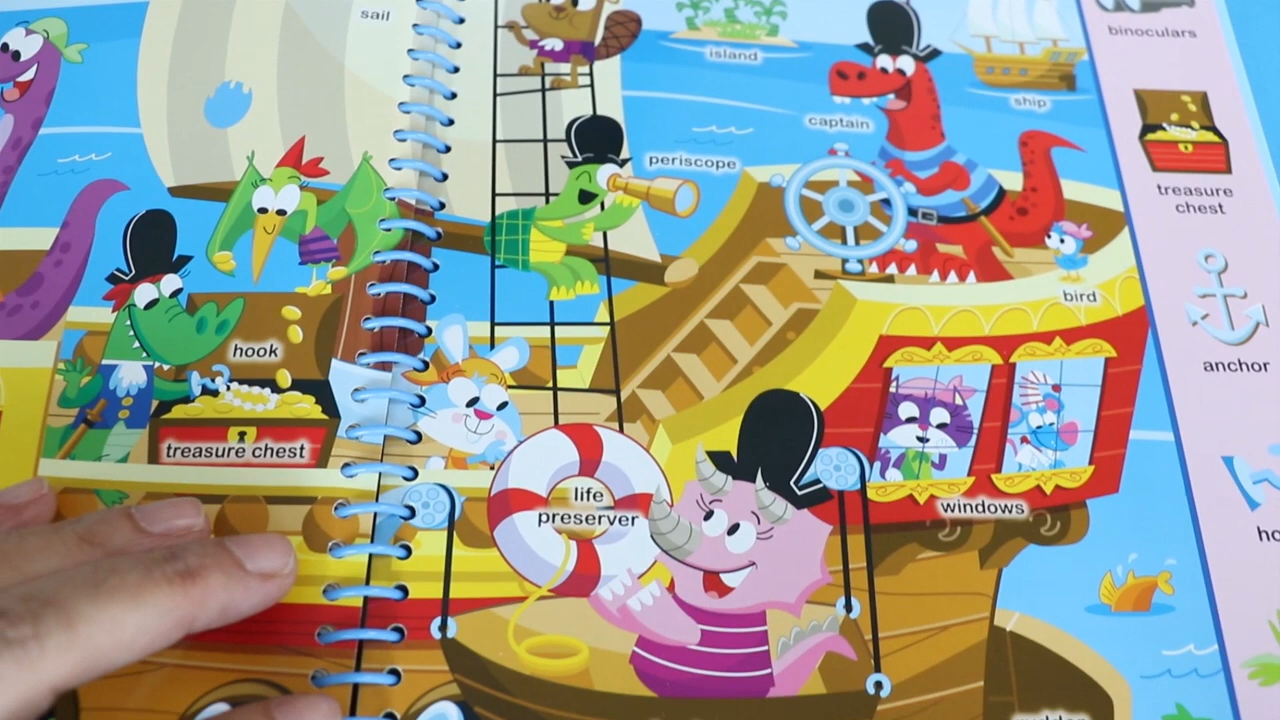 sail
island
binoculars
ship
captain
periscope
treasure
chest
bird
hook
anchor
treasure chest
life
preserver
windows